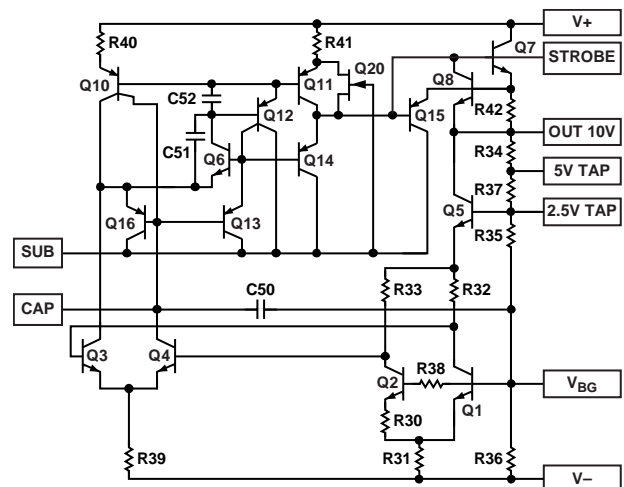 V+
R40
R41
Q7
STROBE
Q20
Q8
Q10
Q11
C52
R42
Q12
Q15
OUT 10V
C51
Q6
Q14
R34
5V TAP
R37
Q5
2.5V TAP
Q16
Q13
R35
SUB
C50
R33
R32
CAP
Q3
Q4
R38
Q2
VBG
Q1
R30
R39
R31
R36
V–